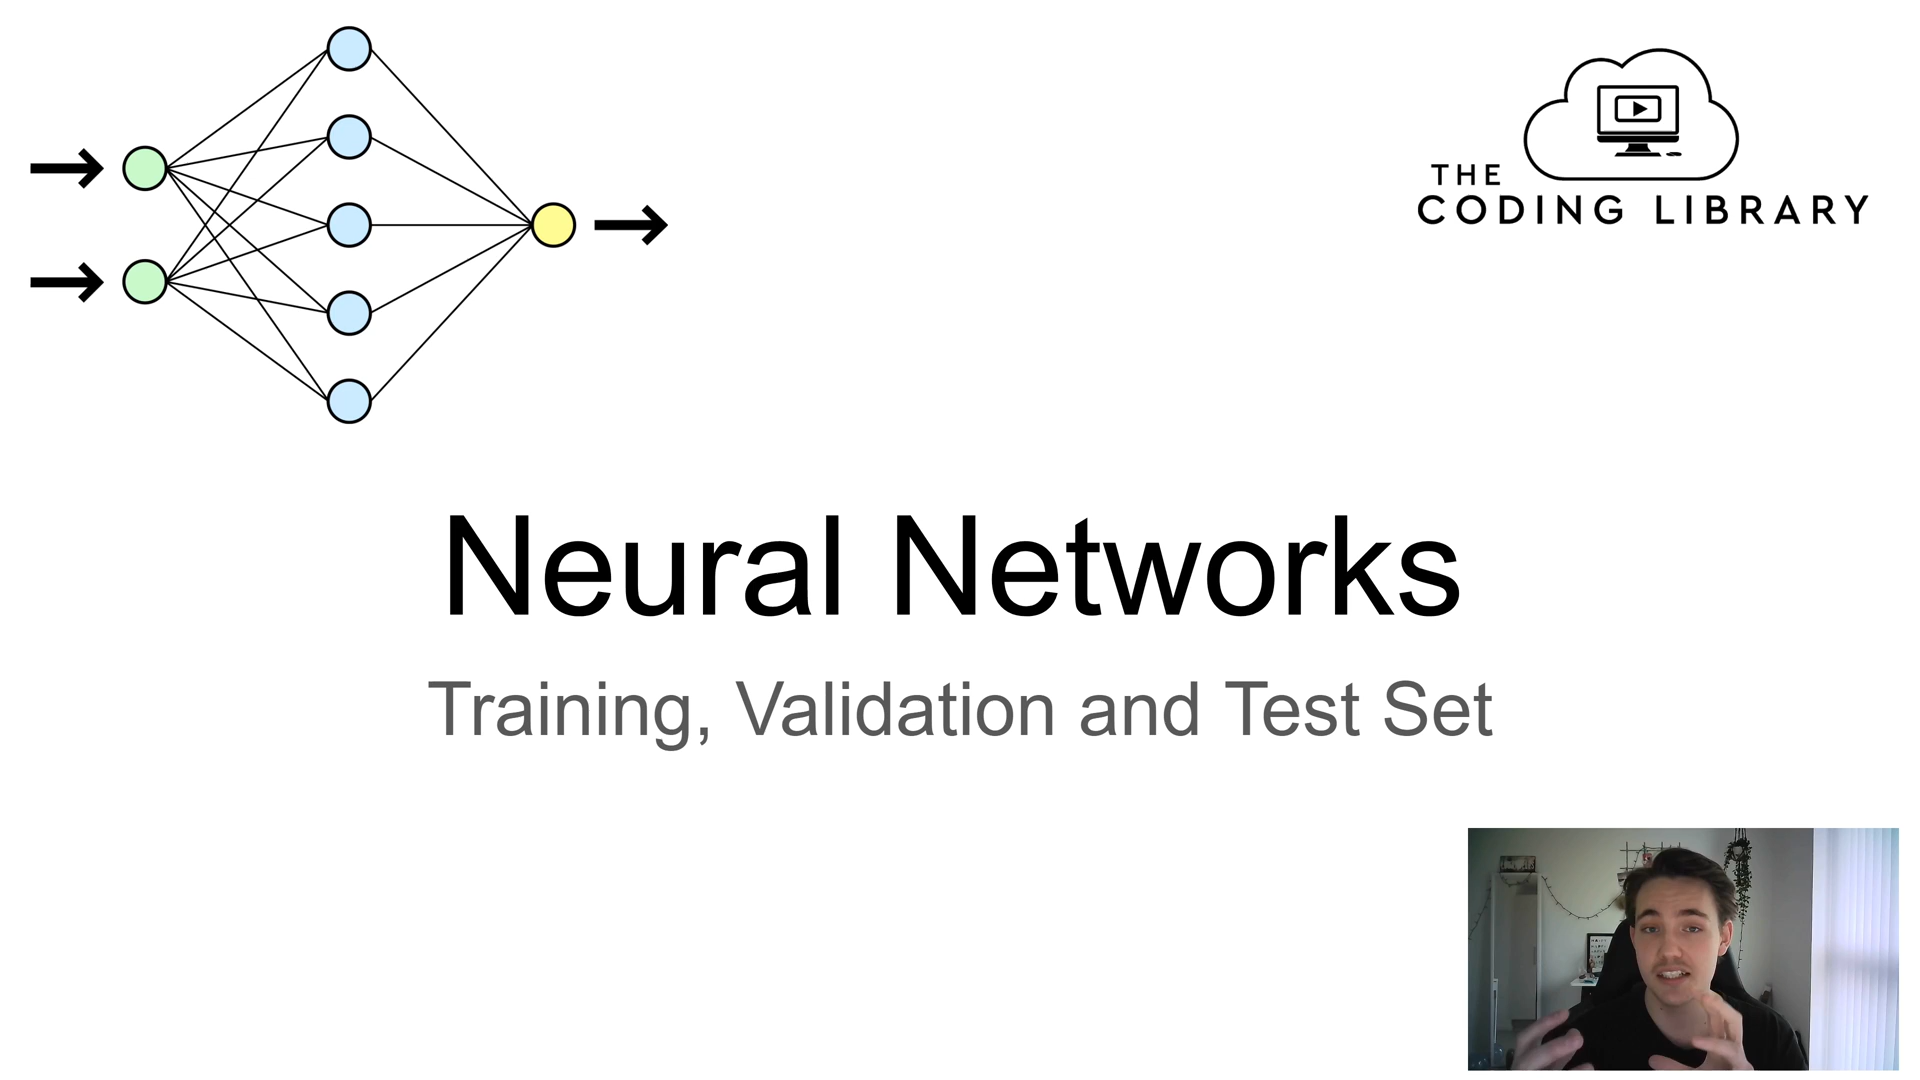 THE
CODING LIBRARY
Neural Networks
Training, Validation and Test Set